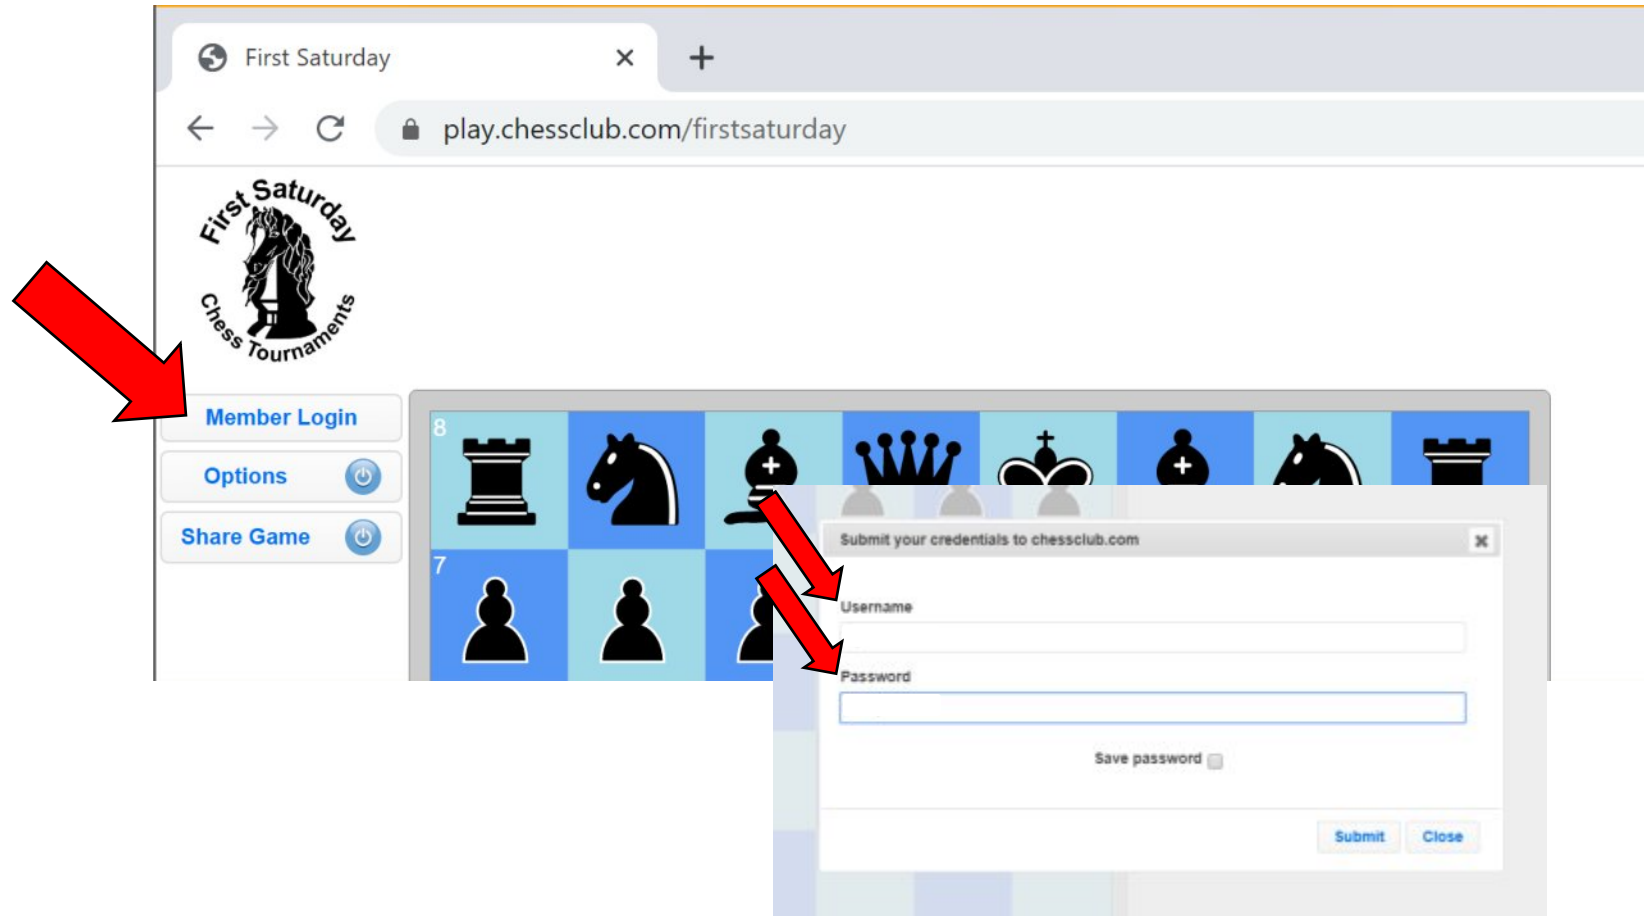 First Saturday
play.chessclub.com/firstsaturday
First Saturday
Chess Tournaments
Member Login
Options
Share Game
8
7
Submit your credentials to chessclub.com
Username
Password
Save password
Submit Close